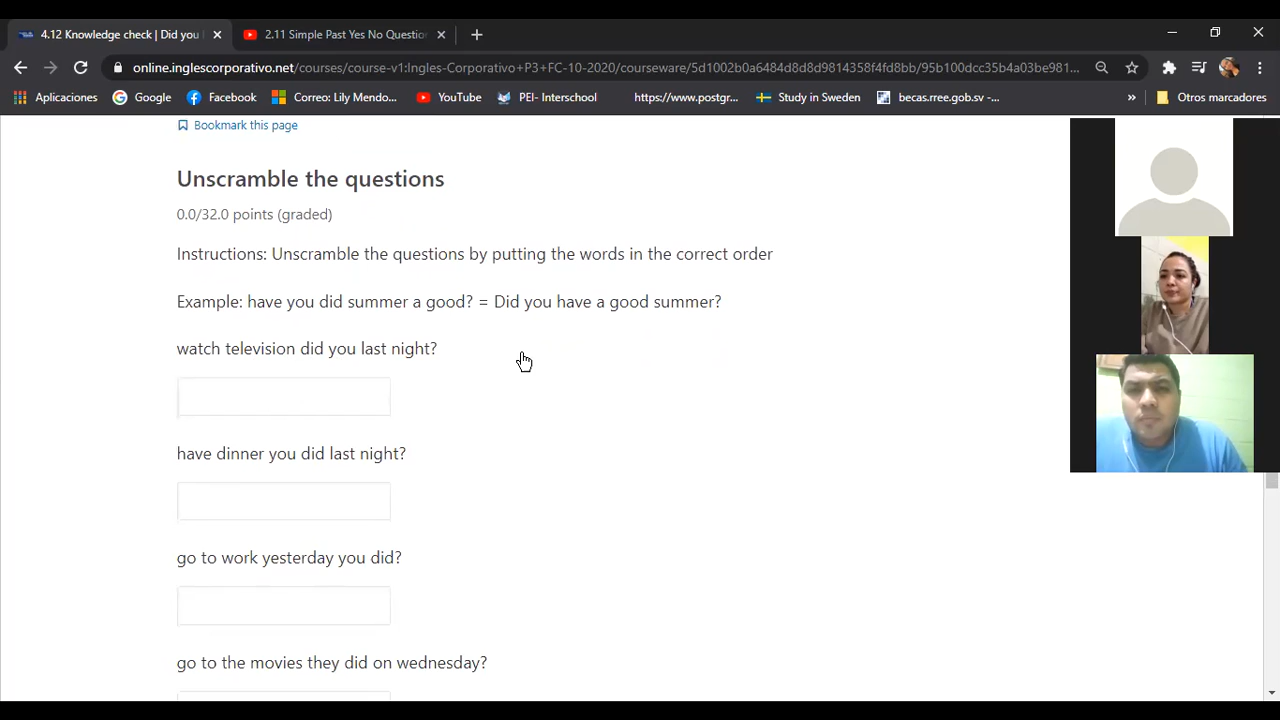 4.12 Knowledge check | Did you
2.11 Simple Past Yes No Questio
online.inglescorporativo.net/courses/course-v1:Ingles-Corporativo+P3+FC-10-2020/courseware/5d1002b0a6484d8d8d9814358f4fd8bb/95b100dcc35b4a03be981...
Aplicaciones
Google
Facebook
Correo: Lily Mendo...
YouTube
PEI- Interschool
https://www.postgr...
Study in Sweden
becas.rree.gob.sv -...
»
Otros marcadores
Bookmark this page
Unscramble the questions
0.0/32.0 points (graded)
Instructions: Unscramble the questions by putting the words in the correct order
Example: have you did summer a good? = Did you have a good summer?
watch television did you last night?
have dinner you did last night?
go to work yesterday you did?
go to the movies they did on wednesday?